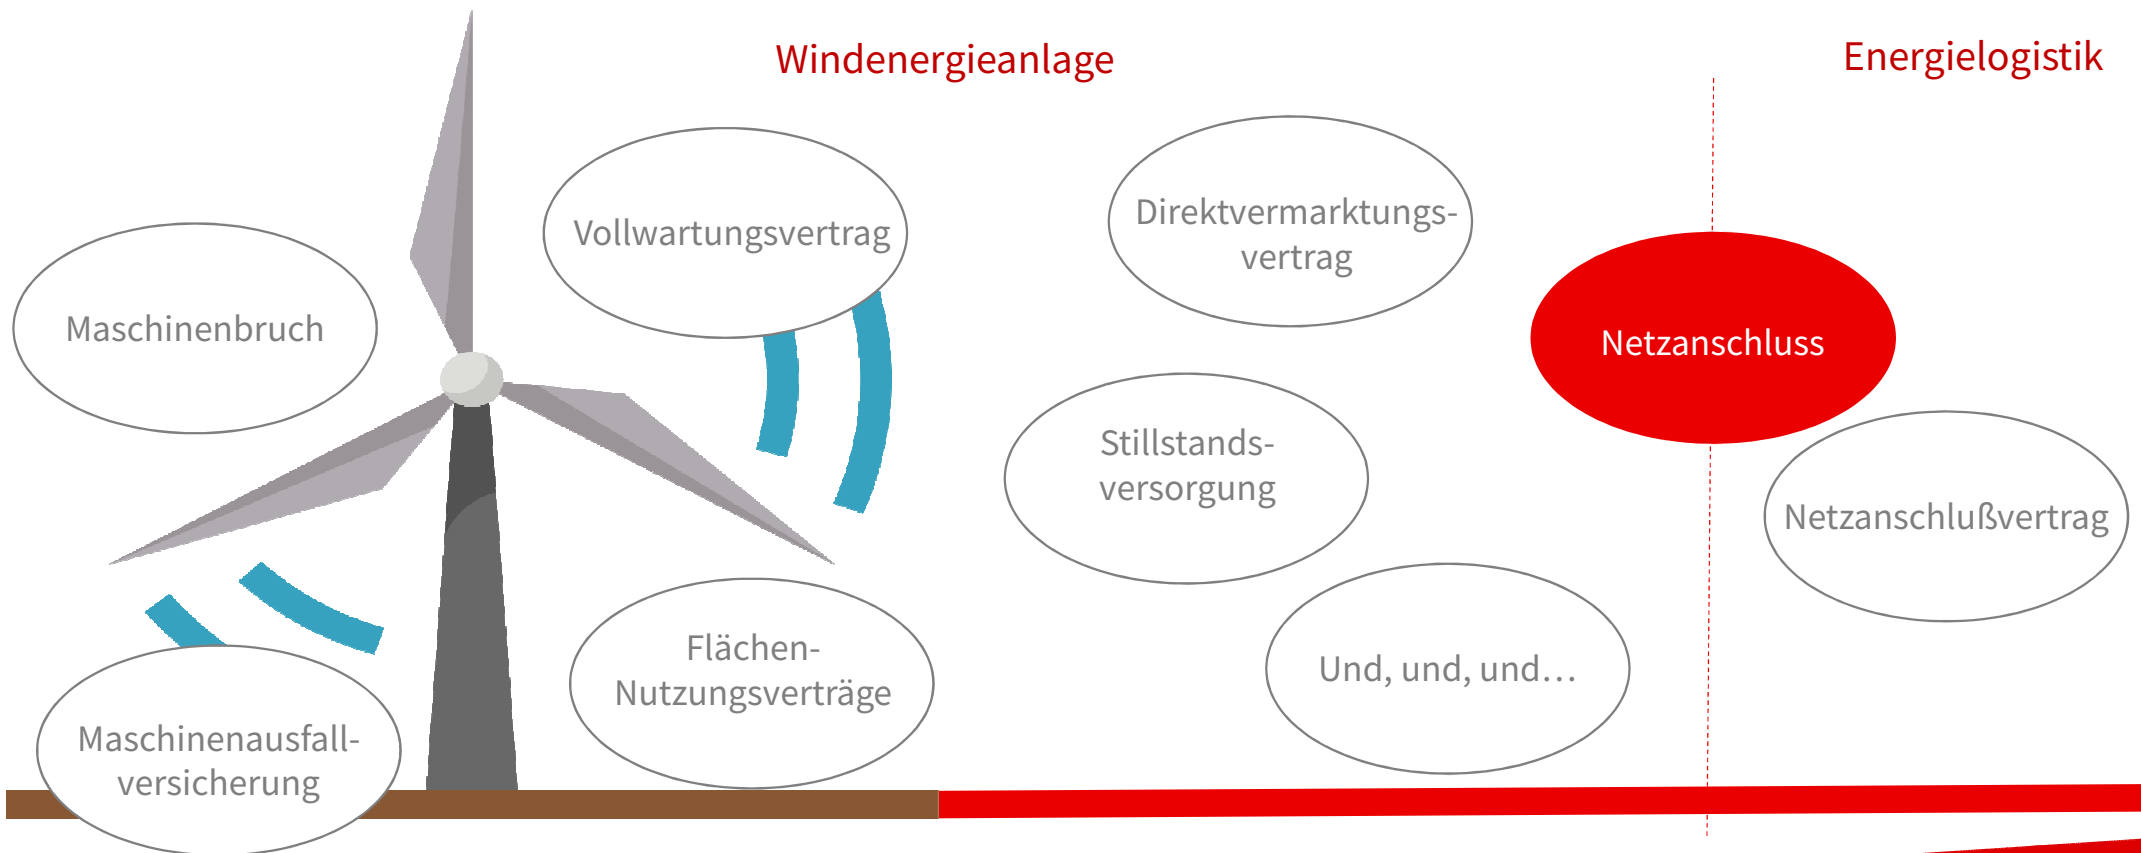 Windenergieanlage
Energielogistik
Maschinenbruch
Vollwartungsvertrag
Direktvermarktungs-
vertrag
Netzanschluss
Stillstands-
versorgung
Netzanschlußvertrag
Flächen-
Nutzungsverträge
Und, und, und…
Maschinenausfall-
versicherung